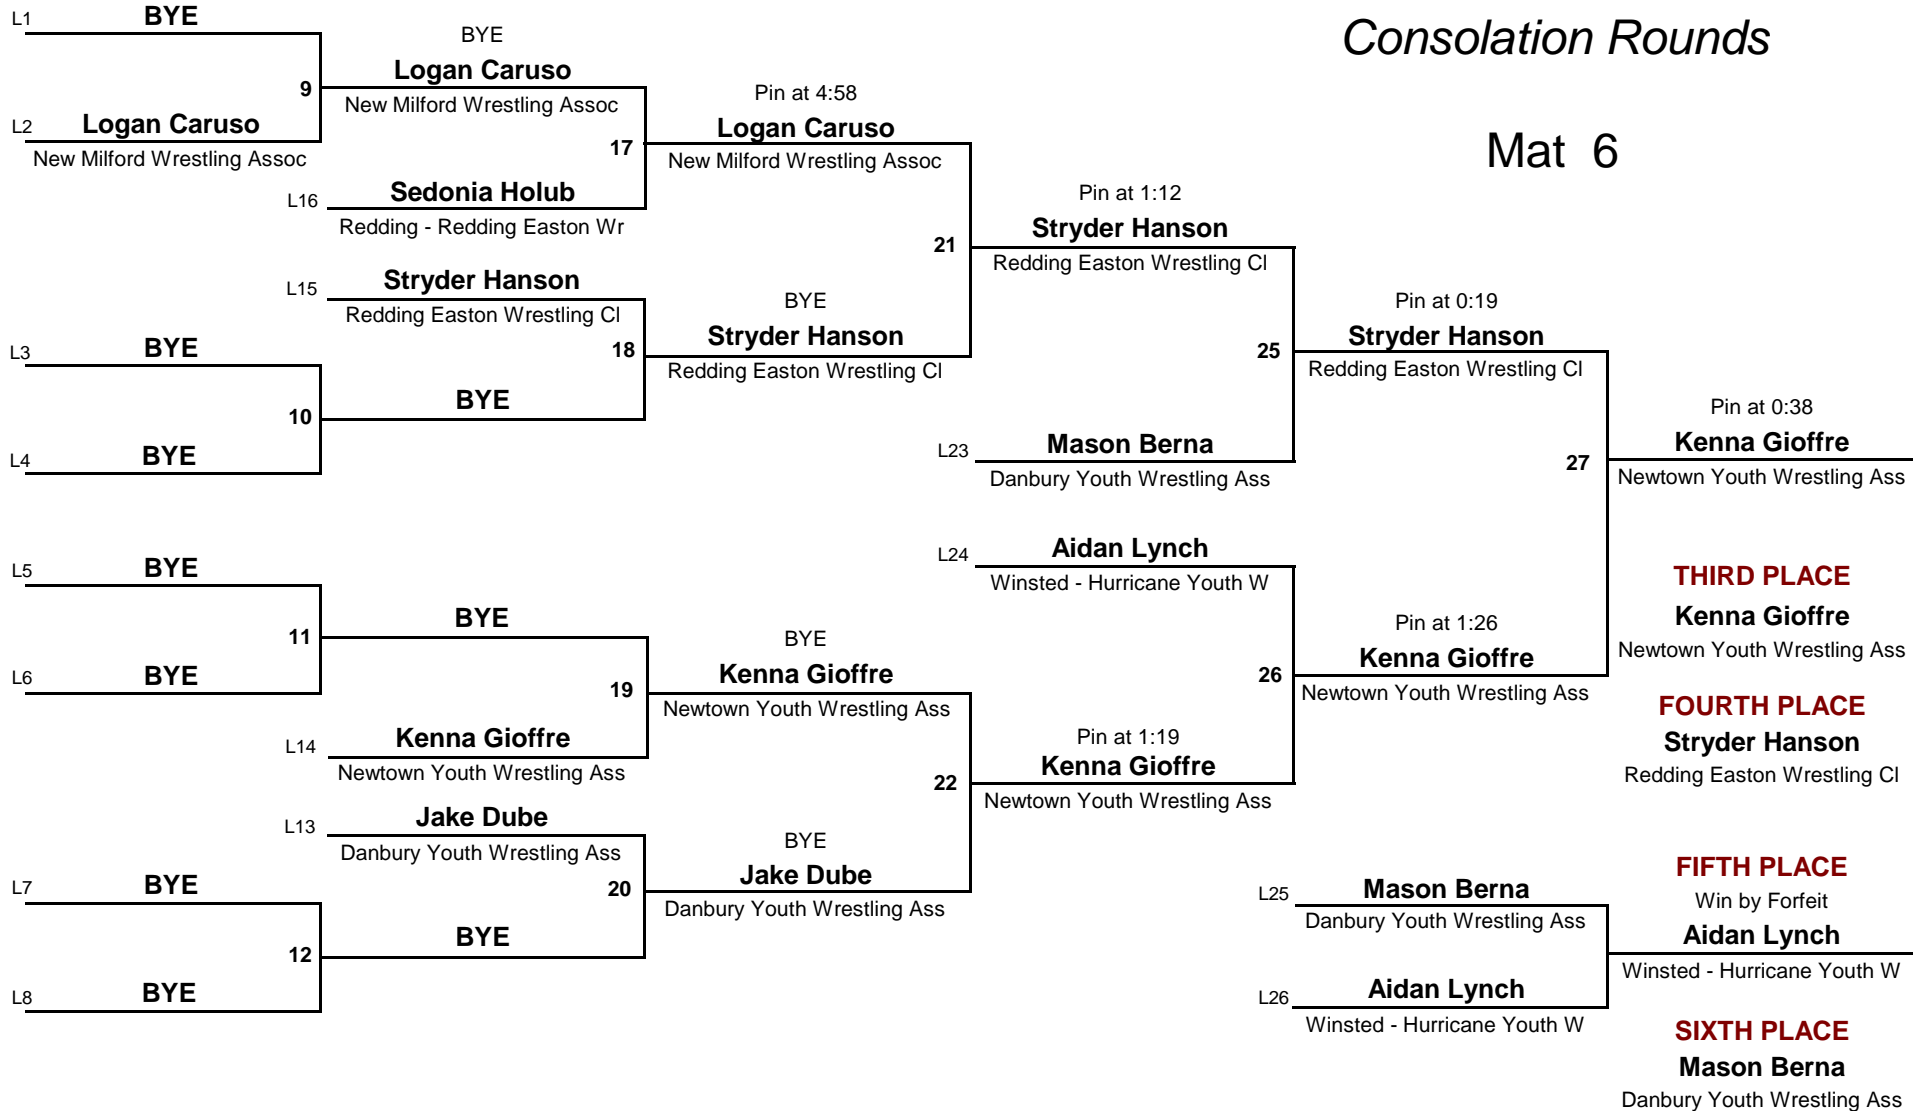 Consolation Rounds
Mat 6
L1 BYE
9
L2 Logan Caruso
New Milford Wrestling Assoc
L3 BYE
10
L4 BYE
L5 BYE
11
L6 BYE
L7 BYE
12
L8 BYE
BYE
Logan Caruso
New Milford Wrestling Assoc
17
L16 Sedonia Holub
Redding - Redding Easton Wr
L15 Stryder Hanson
Redding Easton Wrestling Cl
18
BYE
BYE
19
L14 Kenna Gioffre
Newtown Youth Wrestling Ass
L13 Jake Dube
Danbury Youth Wrestling Ass
20
BYE
Pin at 4:58
Logan Caruso
New Milford Wrestling Assoc
21
BYE
Stryder Hanson
Redding Easton Wrestling Cl
BYE
Kenna Gioffre
Newtown Youth Wrestling Ass
22
BYE
Jake Dube
Danbury Youth Wrestling Ass
Pin at 1:12
Stryder Hanson
Redding Easton Wrestling Cl
25
L23 Mason Berna
Danbury Youth Wrestling Ass
L24 Aidan Lynch
Winsted - Hurricane Youth W
26
Pin at 1:19
Kenna Gioffre
Newtown Youth Wrestling Ass
Pin at 0:19
Stryder Hanson
Redding Easton Wrestling Cl
27
Pin at 1:26
Kenna Gioffre
Newtown Youth Wrestling Ass
L25 Mason Berna
Danbury Youth Wrestling Ass
L26 Aidan Lynch
Winsted - Hurricane Youth W
Pin at 0:38
Kenna Gioffre
Newtown Youth Wrestling Ass
THIRD PLACE
Kenna Gioffre
Newtown Youth Wrestling Ass
FOURTH PLACE
Stryder Hanson
Redding Easton Wrestling Cl
FIFTH PLACE
Win by Forfeit
Aidan Lynch
Winsted - Hurricane Youth W
SIXTH PLACE
Mason Berna
Danbury Youth Wrestling Ass